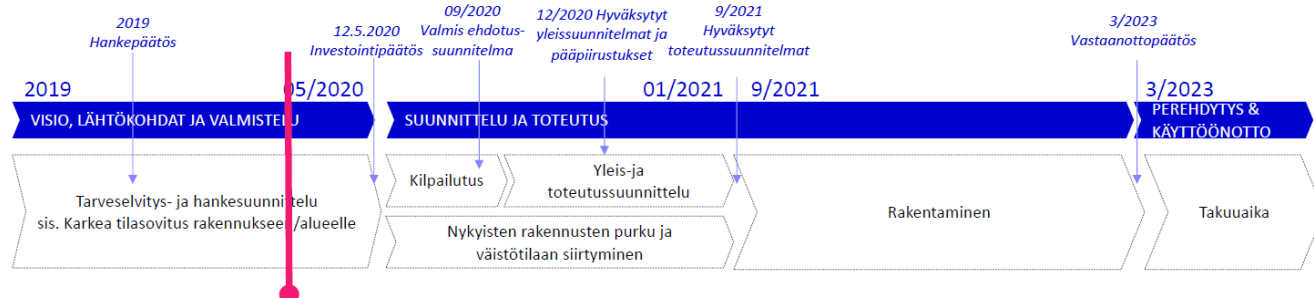 2019
Hankepäätös
12.5.2020
Investointipäätös
09/2020
Valmis ehdotus-
suunnitelma
12/2020 Hyväksytyt
yleissuunnitelmat ja
pääpiirustukset
9/2021
Hyväksytyt
toteutussuunnitelmat
3/2023
Vastaanottopäätös
2019
05/2020
01/2021
9/2021
3/2023
VISIO, LÄHTÖKOHDAT JA VALMISTELU
SUUNNITTELU JA TOTEUTUS
PEREHDYTYS &
KÄYTTÖÖNOTTO
Tarveselvitys- ja hankesuunnittelu
sis. Karkea tilasovitus rakennukseen/alueelle
Kilpailutus
Yleis-ja
toteutussuunnittelu
Nykyisten rakennusten purku ja
väistötilaan siirtyminen
Rakentaminen
Takuuaika